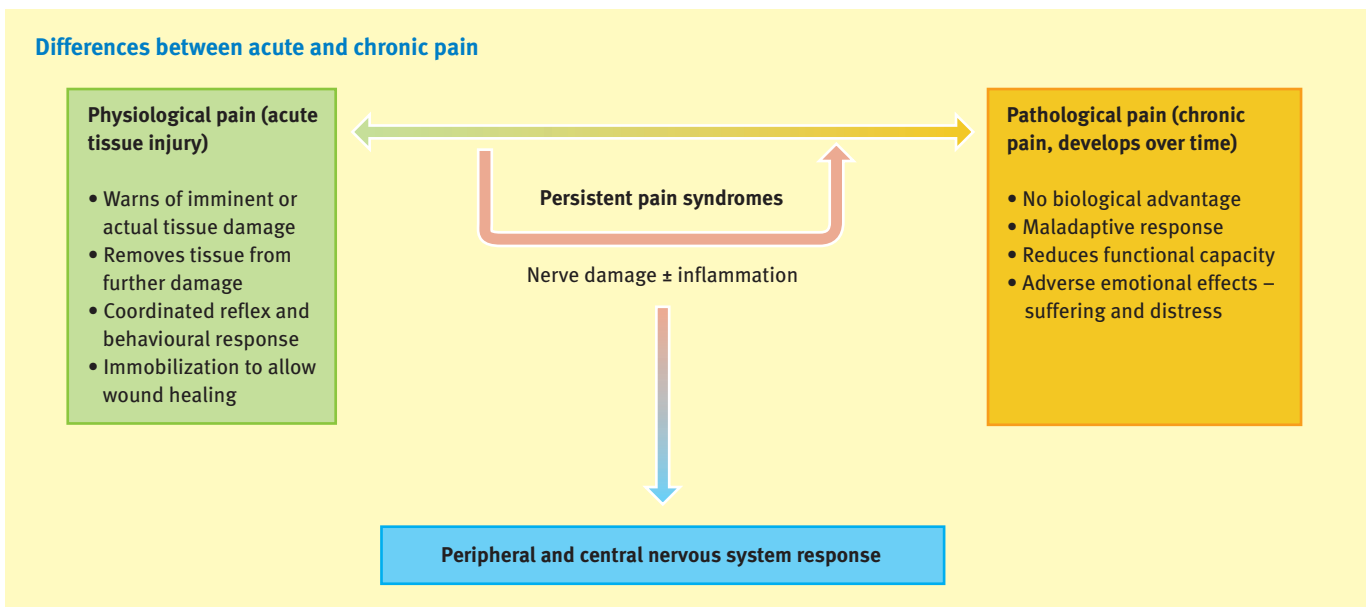 Differences between acute and chronic pain
Physiological pain (acute
tissue injury)
• Warns of imminent or
actual tissue damage
• Removes tissue from
further damage
• Coordinated reflex and
behavioural response
• Immobilization to allow
wound healing
Persistent pain syndromes
Nerve damage ± inflammation
Pathological pain (chronic
pain, develops over time)
• No biological advantage
• Maladaptive response
• Reduces functional capacity
• Adverse emotional effects –
suffering and distress
Peripheral and central nervous system response